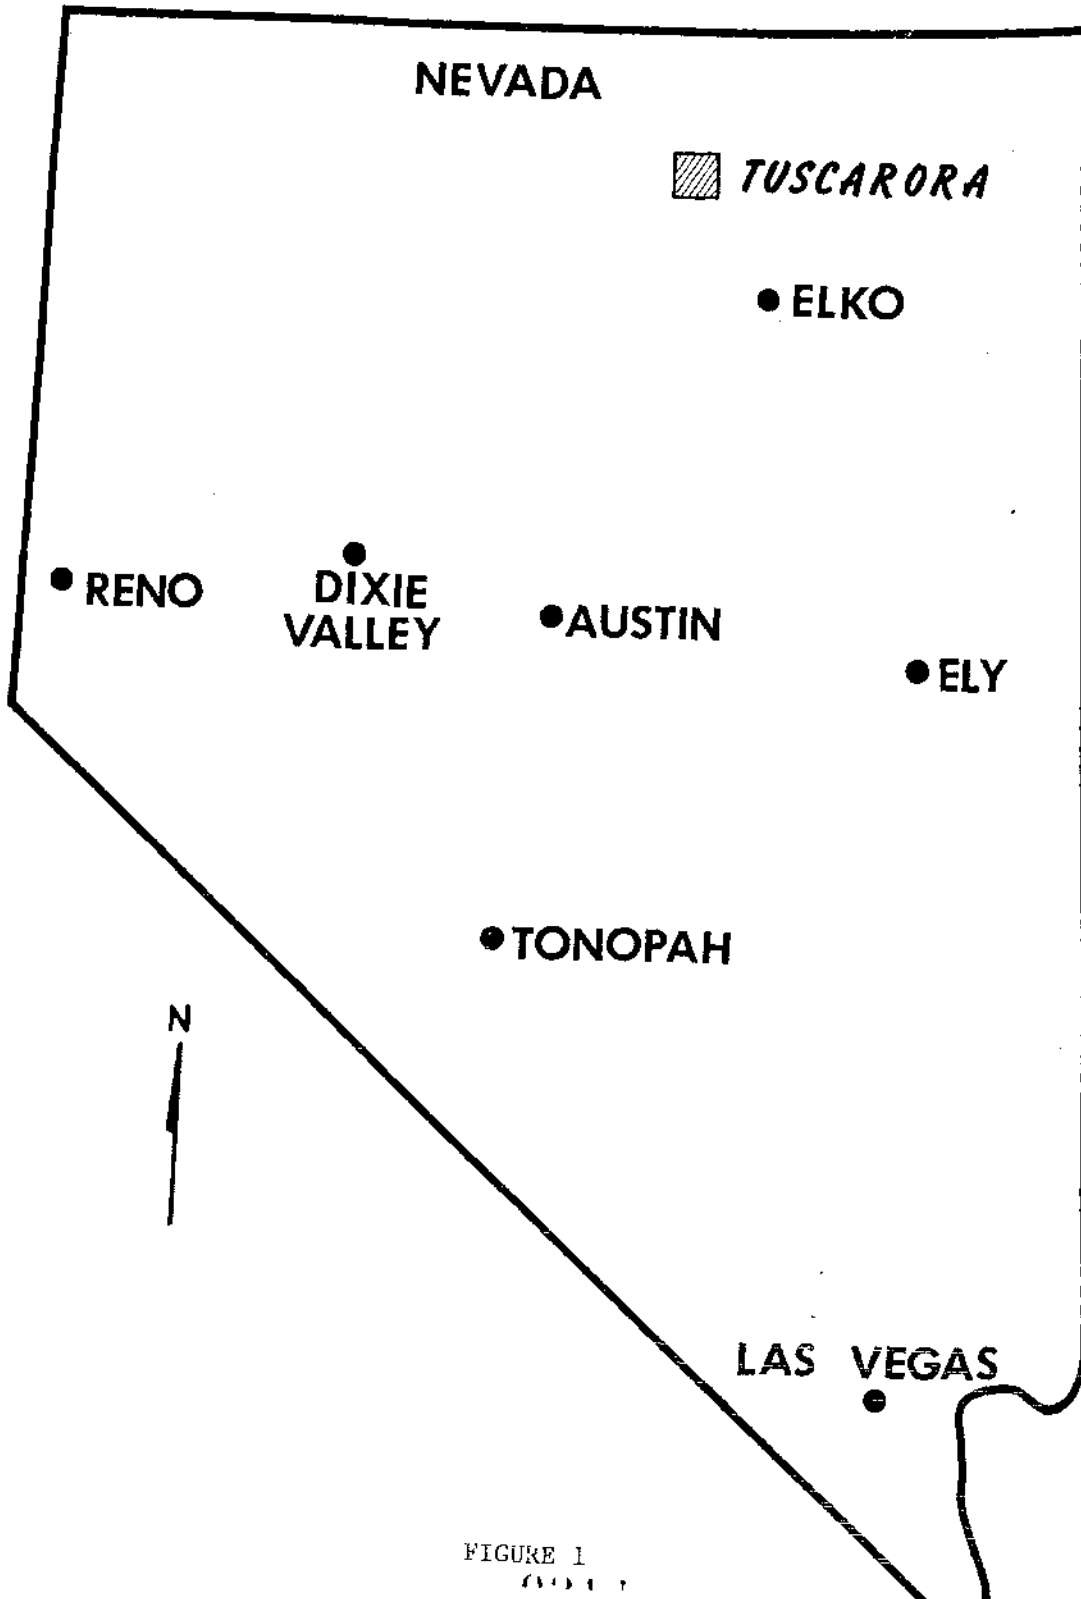 NEVADA
TUSCARORA
ELKO
RENO
DIXIE
VALLEY
AUSTIN
ELY
TONOPAH
N
LAS VEGAS
FIGURE 1